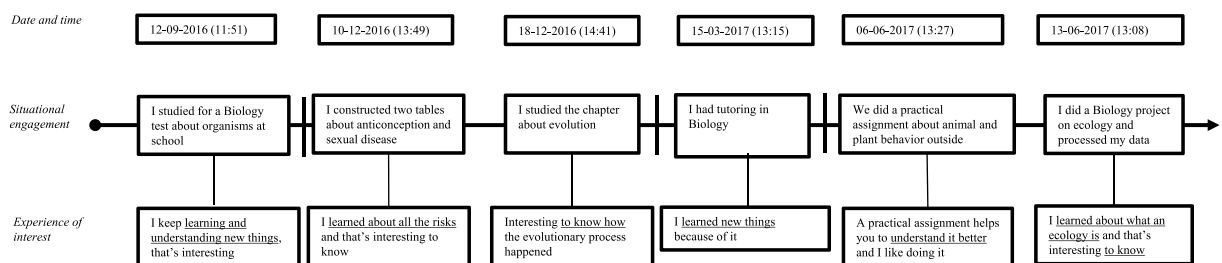 Date and time
12-09-2016 (11:51)
10-12-2016 (13:49)
18-12-2016 (14:41)
15-03-2017 (13:15)
06-06-2017 (13:27)
13-06-2017 (13:08)
Situational
engagement
I studied for a Biology
test about organisms at
school
I constructed two tables
about anticonception and
sexual disease
I studied the chapter
about evolution
I had tutoring in
Biology
We did a practical
assignment about animal and
plant behavior outside
I did a Biology project
on ecology and
processed my data
Experience of
interest
I keep learning and
understanding new things,
that's interesting
I learned about all the risks
and that's interesting to
know
Interesting to know how
the evolutionary process
happened
I learned new things
because of it
A practical assignment helps
you to understand it better
and I like doing it
I learned about what an
ecology is and that's
interesting to know